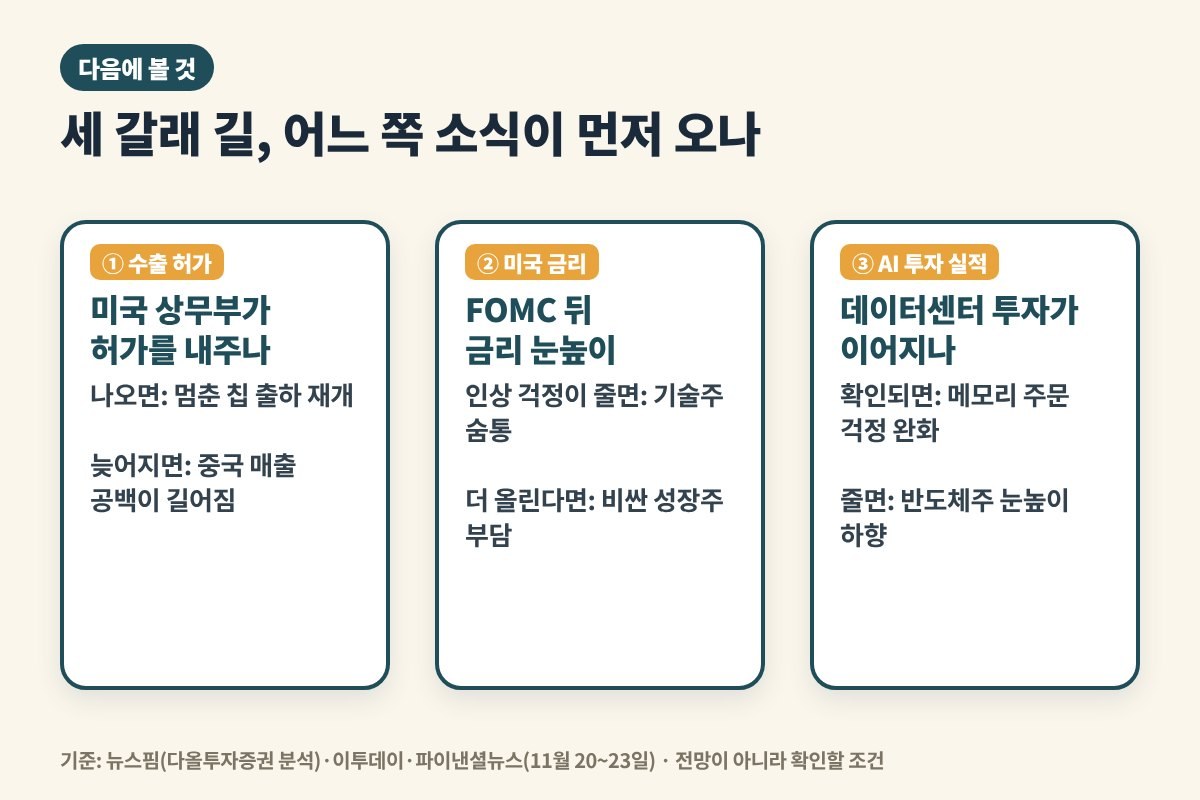 다음에 볼 것
세 갈래 길, 어느 쪽 소식이 먼저 오나
① 수출 허가
미국 상무부가
허가를 내주나
나오면: 멈춘 칩 출하 재개
늦어지면: 중국 매출
공백이 길어짐
② 미국 금리
FOMC 뒤
금리 눈높이
인상 걱정이 줄면: 기술주
숨통
더 올린다면: 비싼 성장주
부담
③ AI 투자 실적
데이터센터 투자가
이어지나
확인되면: 메모리 주문
걱정 완화
줄면: 반도체주 눈높이
하향
기준: 뉴스핌(다올투자증권 분석)·이투데이·파이낸셜뉴스(11월 20~23일) · 전망이 아니라 확인할 조건